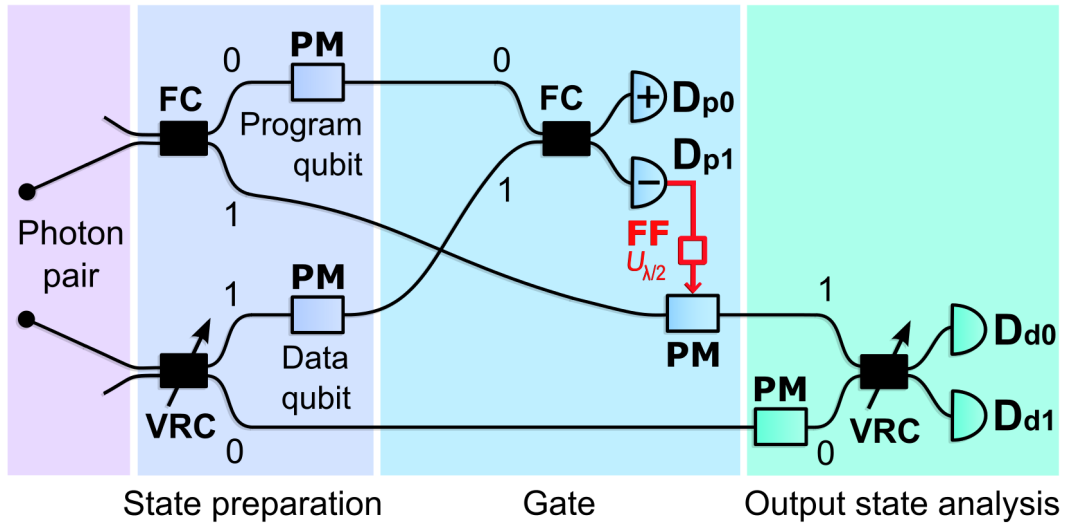 0
PM
0
FC
FC
+
Dp0
Program
qubit
Dp1
−
1
1
FF
Uλ/2
Photon
pair
1
PM
1
Dd0
Data
qubit
PM
PM
VRC
VRC
Dd1
0
0
State preparation
Gate
Output state analysis